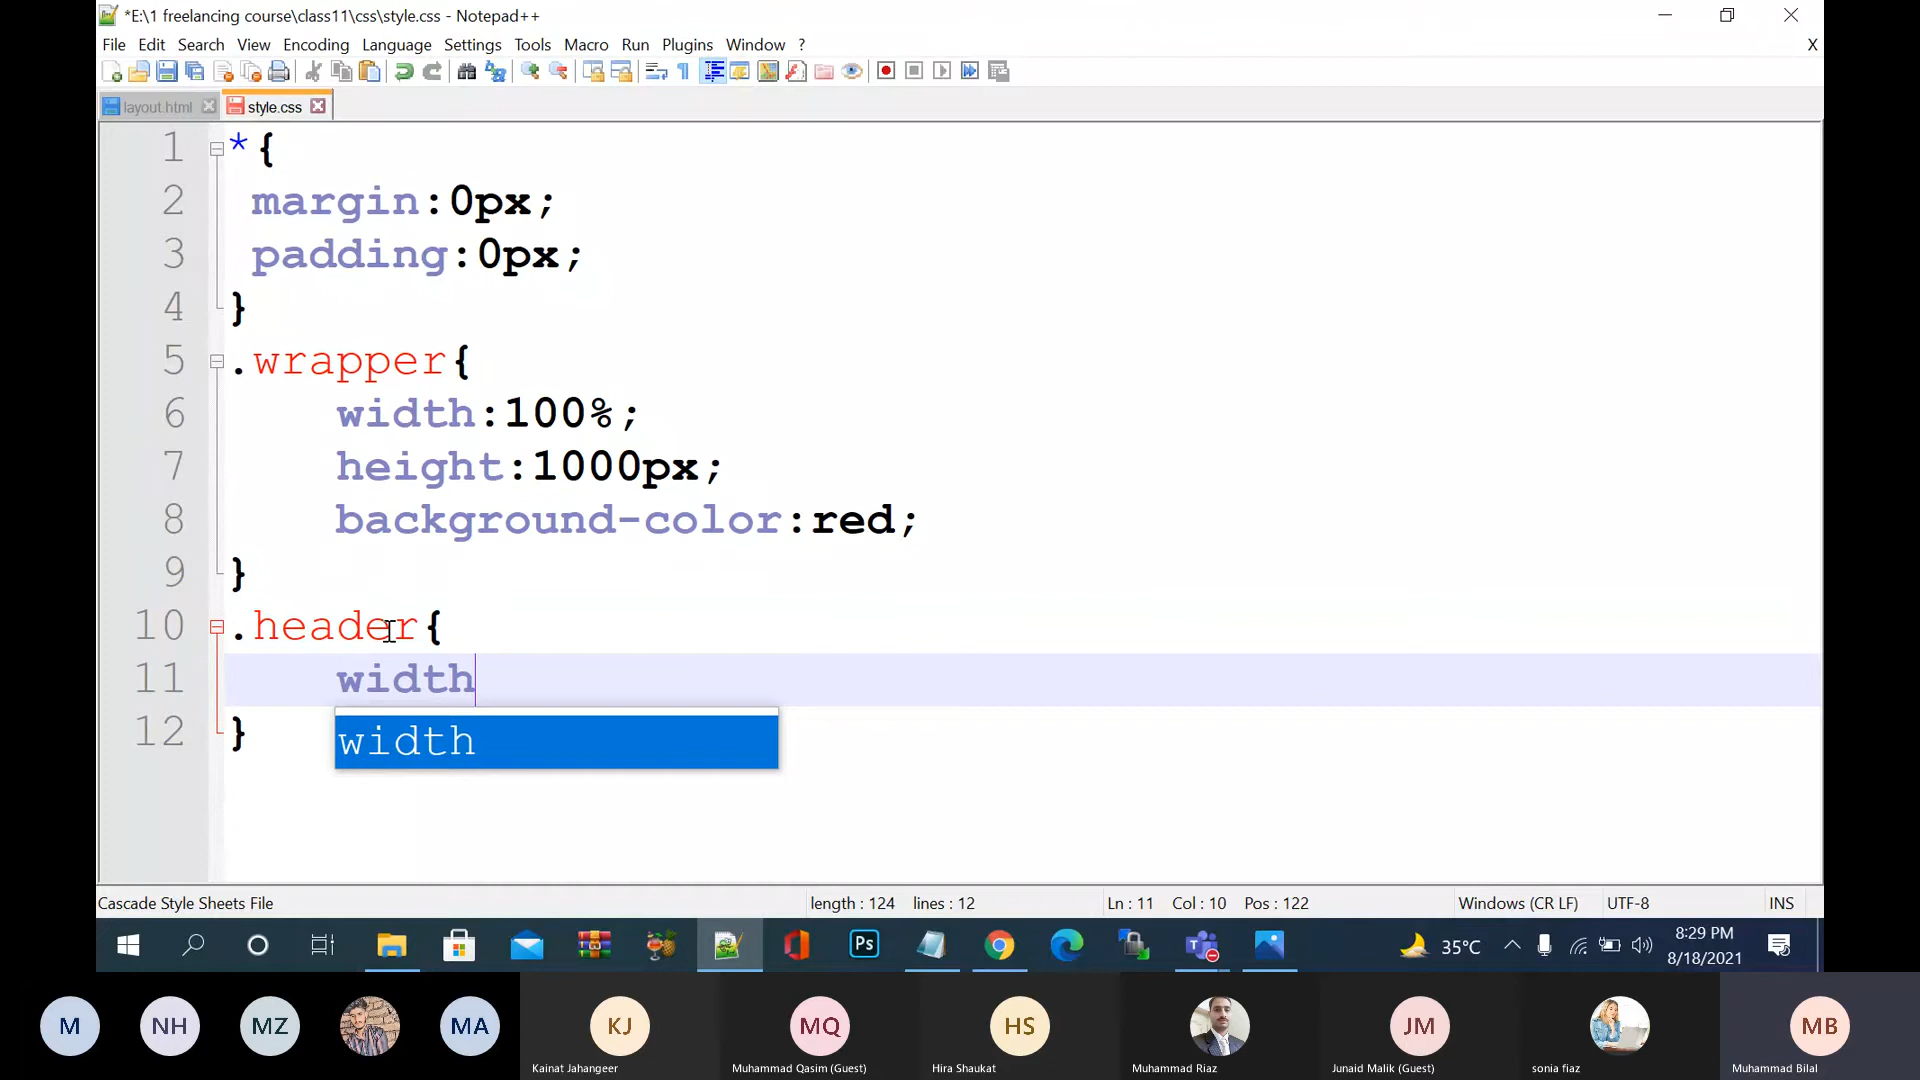 *E:\1 freelancing course\class11\css\style.css - Notepad++
File Edit Search View Encoding Language Settings Tools Macro Run Plugins Window ? X
layout.html style.css
1 *{
2 margin:0px;
3 padding:0px;
4 }
5 .wrapper{
6 width:100%;
7 height:1000px;
8 background-color:red;
9 }
10 .header{
11 width
12 }
width
Cascade Style Sheets File length : 124 lines : 12 Ln : 11 Col : 10 Pos : 122 Windows (CR LF) UTF-8 INS
Ps 35°C 8:29 PM
8/18/2021
M NH MZ MA KJ MQ HS JM MB
Kainat Jahangeer Muhammad Qasim (Guest) Hira Shaukat Muhammad Riaz Junaid Malik (Guest) sonia fiaz Muhammad Bilal